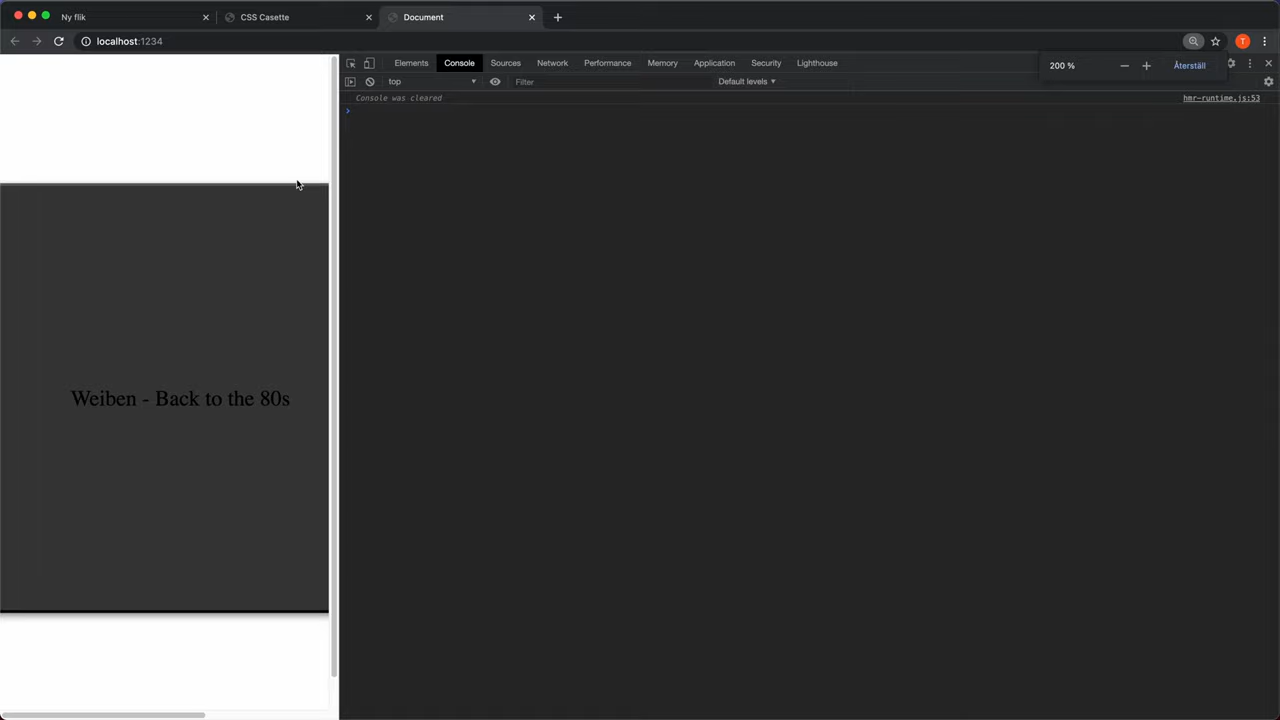 Ny flik
CSS Casette
Document
localhost:1234
Elements
Console
Sources
Network
Performance
Memory
Application
Security
Lighthouse
200 %
Återställ
top
Filter
Default levels
Console was cleared
hmr-runtime.js:53
Weiben - Back to the 80s